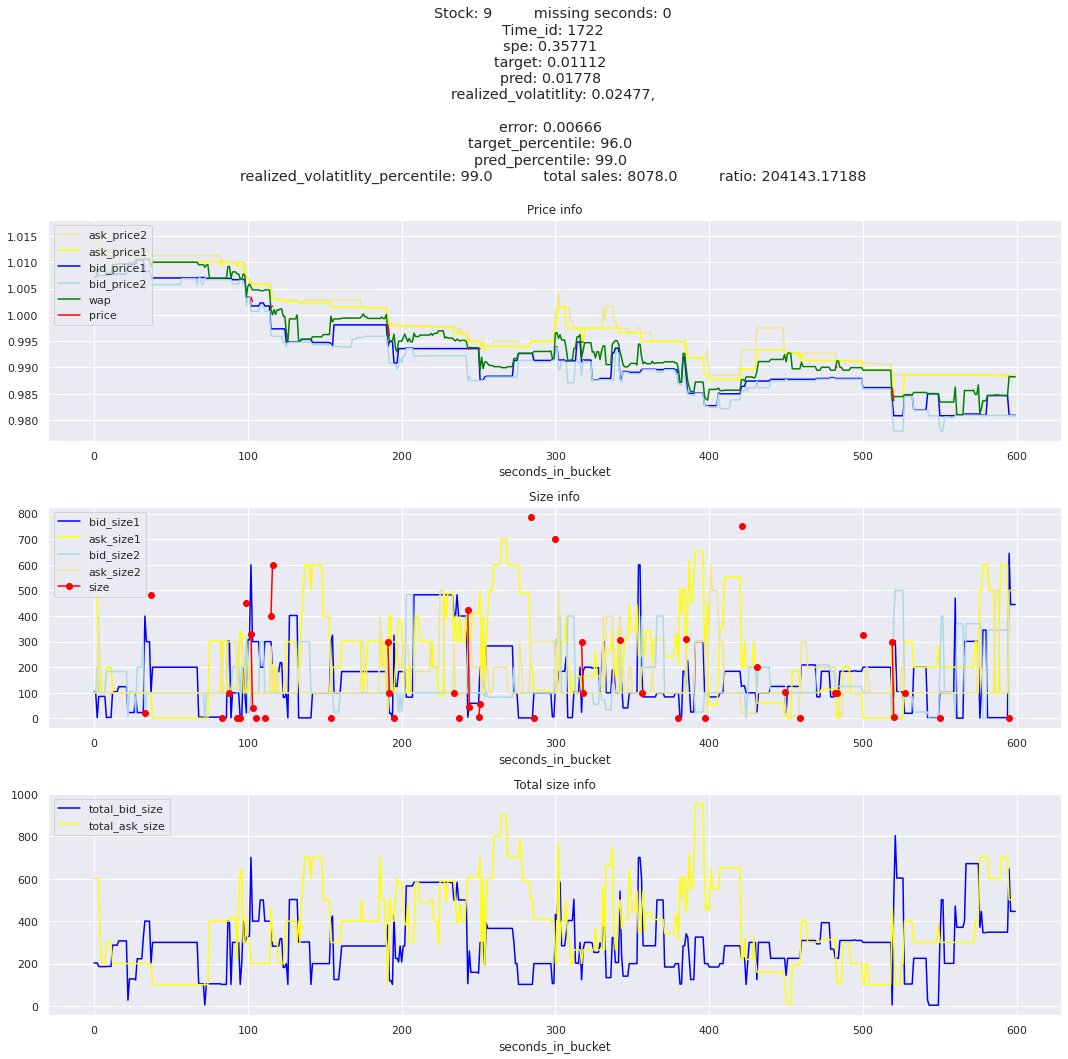 Stock: 9 missing seconds: 0
Time_id: 1722
spe: 0.35771
target: 0.01112
pred: 0.01778
realized_volatitlity: 0.02477,
error: 0.00666
target_percentile: 96.0
pred_percentile: 99.0
realized_volatitlity_percentile: 99.0 total sales: 8078.0 ratio: 204143.17188
Price info
1.015
1.010
1.005
1.000
0.995
0.990
0.985
0.980
ask_price2
ask_price1
bid_price1
bid_price2
wap
price
0 100 200 300 400 500 600
seconds_in_bucket
Size info
800
700
600
500
400
300
200
100
0
bid_size1
ask_size1
bid_size2
ask_size2
size
0 100 200 300 400 500 600
seconds_in_bucket
Total size info
1000
800
600
400
200
0
total_bid_size
total_ask_size
0 100 200 300 400 500 600
seconds_in_bucket